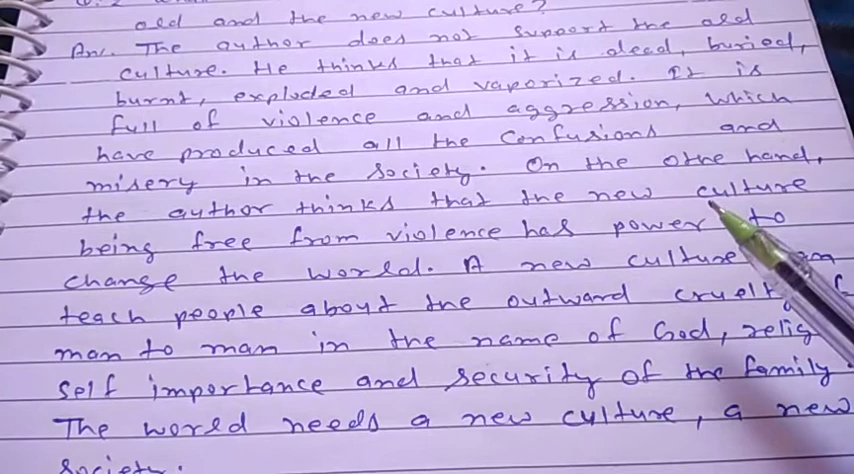 old and the new culture?
Ans. The author does not support the old
culture. He thinks that it is dead, buried,
burnt, exploded and vaporized. It is
full of violence and aggression, which
have produced all the confusions and
misery in the society. On the othe hand,
the author thinks that the new culture
being free from violence has power to
change the world. A new culture
teach people about the outward
man to man in the name of God,
self importance and security of the family.
The world needs a new culture, a new
society.